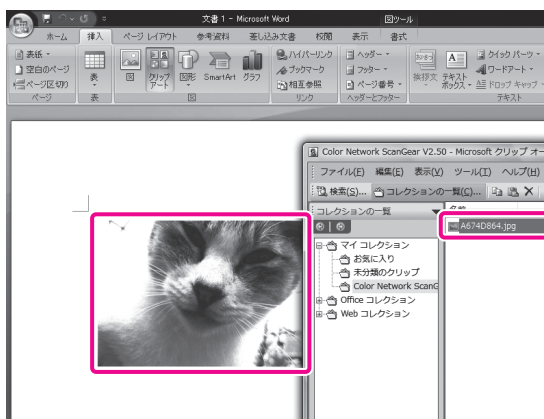 文書 1 - Microsoft Word
図ツール
ホーム 挿入 ページ レイアウト 参考資料 差し込み文書 校閲 表示 書式
表紙
空白のページ
ページ区切り
ページ
表
表
図
クリップ
アート
図形
SmartArt
グラフ
図
ハイパーリンク
ブックマーク
相互参照
リンク
ヘッダー
フッター
ページ番号
ヘッダーとフッター
挨拶文
テキスト
ボックス
クイック パーツ
ワードアート
ドロップ キャップ
テキスト
Color Network ScanGear V2.50 - Microsoft クリップ オー
ファイル(F) 編集(E) 表示(V) ツール(T) ヘルプ(H)
検索(S)... コレクションの一覧(C)...
コレクションの一覧
名前
A674D864.jpg
マイ コレクション
お気に入り
未分類のクリップ
Color Network ScanG
Office コレクション
Web コレクション